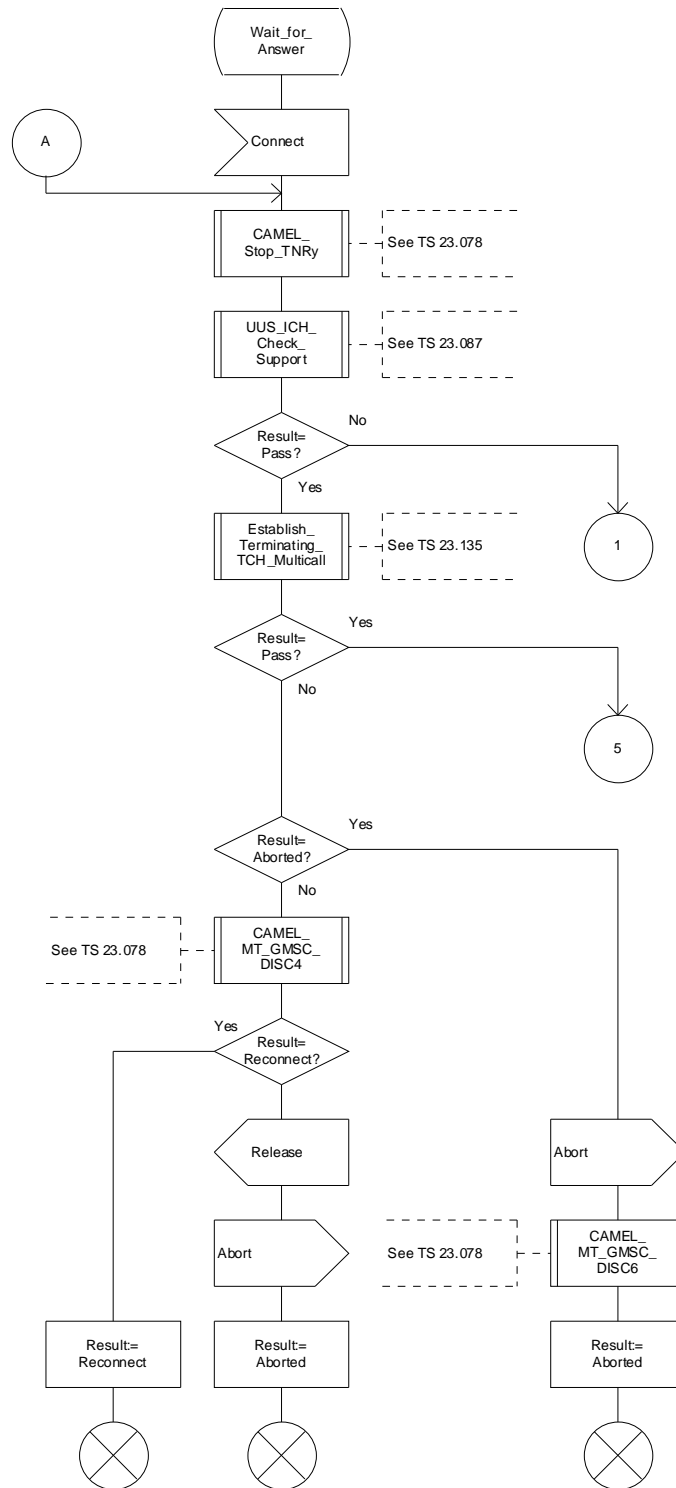 Wait_for_
Answer
A
Connect
CAMEL_
Stop_TNRy
See TS 23.078
UUS_ICH_
Check_
Support
See TS 23.087
Result=
Pass?
No
Yes
Establish_
Terminating_
TCH_Multicall
See TS 23.135
1
Result=
Pass?
Yes
No
5
Result=
Aborted?
Yes
No
See TS 23.078
CAMEL_
MT_GMSC_
DISC4
Yes
Result=
Reconnect?
Release
Abort
Abort
See TS 23.078
CAMEL_
MT_GMSC_
DISC6
Result:=
Reconnect
Result:=
Aborted
Result:=
Aborted